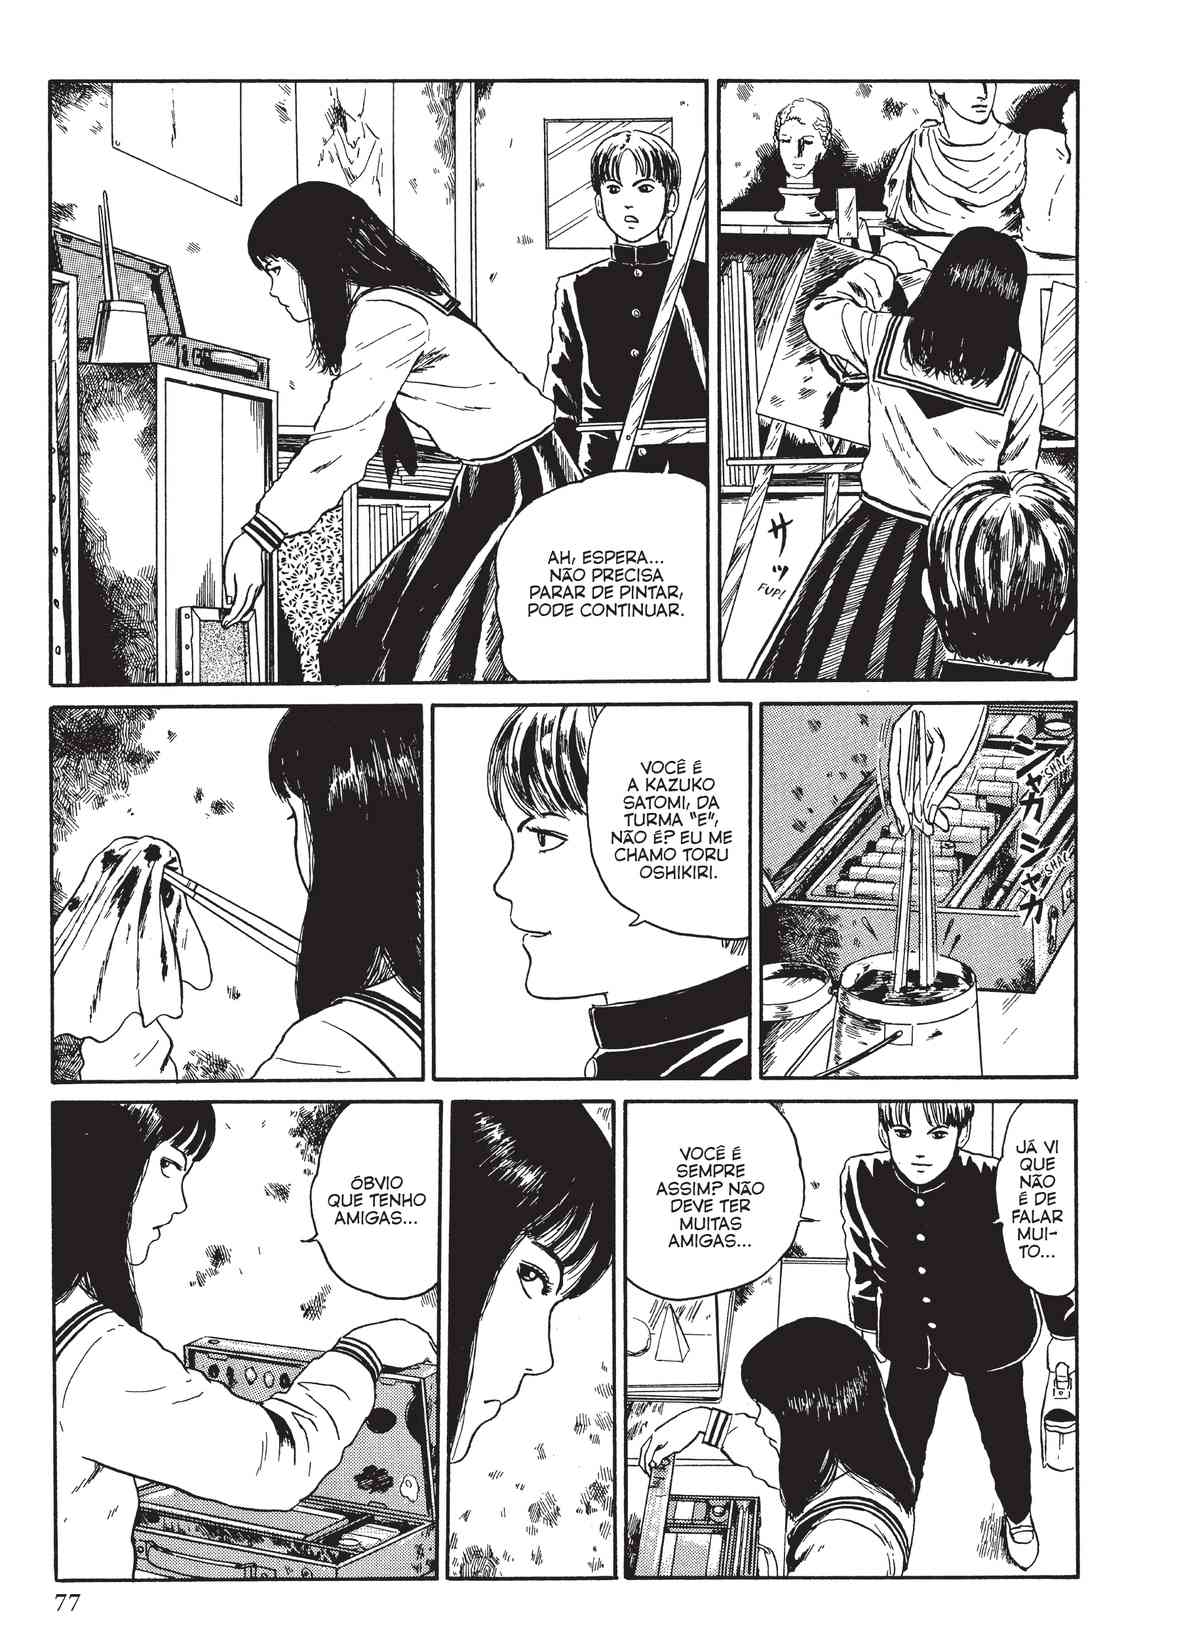 サッ
FUP!
AH, ESPERA...
NÃO PRECISA
PARAR DE PINTAR,
PODE CONTINUAR.
シャカ
SHAC
シャカ
SHAC
VOCÊ É
A KAZUKO
SATOMI, DA
TURMA "E",
NÃO É? EU ME
CHAMO TORU
OSHIKIRI.
JÁ VI
QUE
NÃO
É DE
FALAR
MUI-
TO...
VOCÊ É
SEMPRE
ASSIM? NÃO
DEVE TER
MUITAS
AMIGAS...
ÓBVIO
QUE TENHO
AMIGAS...
77